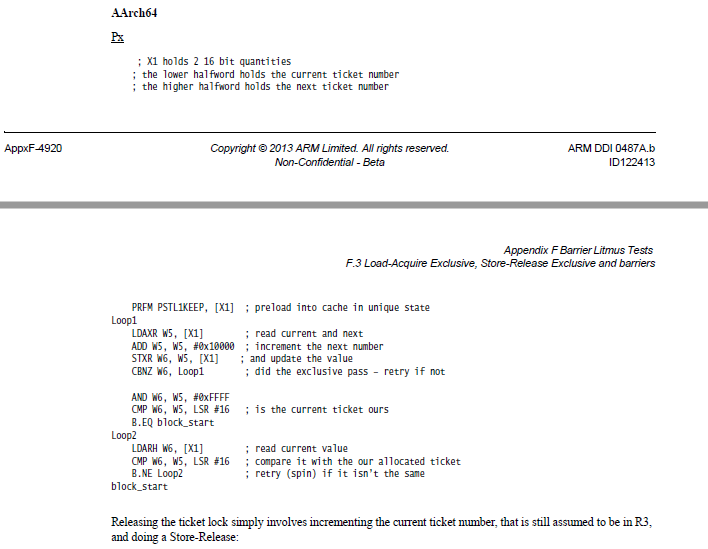 AArch64
Px
; X1 holds 2 16 bit quantities
; the lower halfword holds the current ticket number
; the higher halfword holds the next ticket number
AppxF-4920 Copyright © 2013 ARM Limited. All rights reserved. ARM DDI 0487A.b
Non-Confidential - Beta ID122413
Appendix F Barrier Litmus Tests
F.3 Load-Acquire Exclusive, Store-Release Exclusive and barriers
PRFM PSTL1KEEP, [X1] ; preload into cache in unique state
Loop1
LDAXR W5, [X1] ; read current and next
ADD W5, W5, #0x10000 ; increment the next number
STXR W6, W5, [X1] ; and update the value
CBNZ W6, Loop1 ; did the exclusive pass – retry if not
AND W6, W5, #0xFFFF
CMP W6, W5, LSR #16 ; is the current ticket ours
B.EQ block_start
Loop2
LDARH W6, [X1] ; read current value
CMP W6, W5, LSR #16 ; compare it with the our allocated ticket
B.NE Loop2 ; retry (spin) if it isn't the same
block_start
Releasing the ticket lock simply involves incrementing the current ticket number, that is still assumed to be in R3,
and doing a Store-Release: